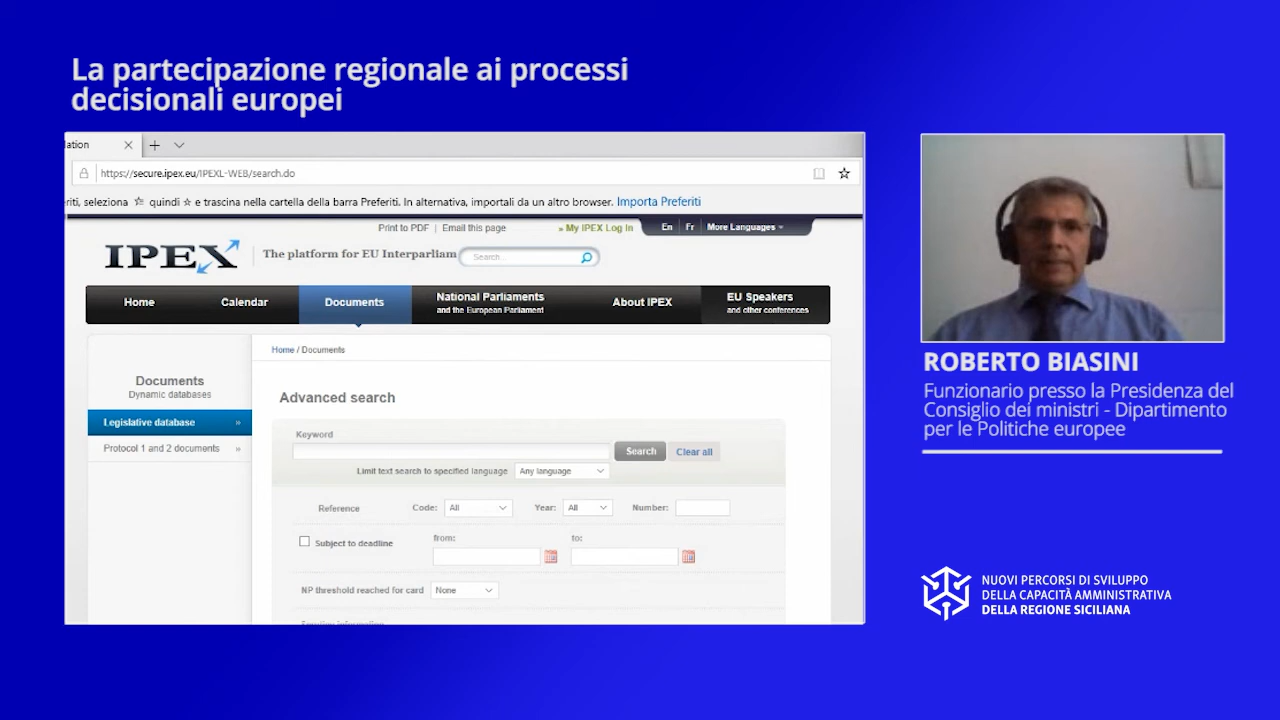 La partecipazione regionale ai processi
decisionali europei
lation
https://secure.ipex.eu/IPEXL-WEB/search.do
riti, seleziona quindi e trascina nella cartella della barra Preferiti. In alternativa, importali da un altro browser. Importa Preferiti
Print to PDF | Email this page » My IPEX Log In En Fr More Languages
IPEX The platform for EU Interparliam Search...
Home Calendar Documents National Parliaments and the European Parliament About IPEX EU Speakers and other conferences
Home / Documents
Documents
Dynamic databases
Legislative database »
Protocol 1 and 2 documents »
Advanced search
Keyword
Search Clear all
Limit text search to specified language Any language
Reference Code: All Year: All Number:
Subject to deadline from: to:
NP threshold reached for card None
ROBERTO BIASINI
Funzionario presso la Presidenza del
Consiglio dei ministri - Dipartimento
per le Politiche europee
NUOVI PERCORSI DI SVILUPPO
DELLA CAPACITÀ AMMINISTRATIVA
DELLA REGIONE SICILIANA